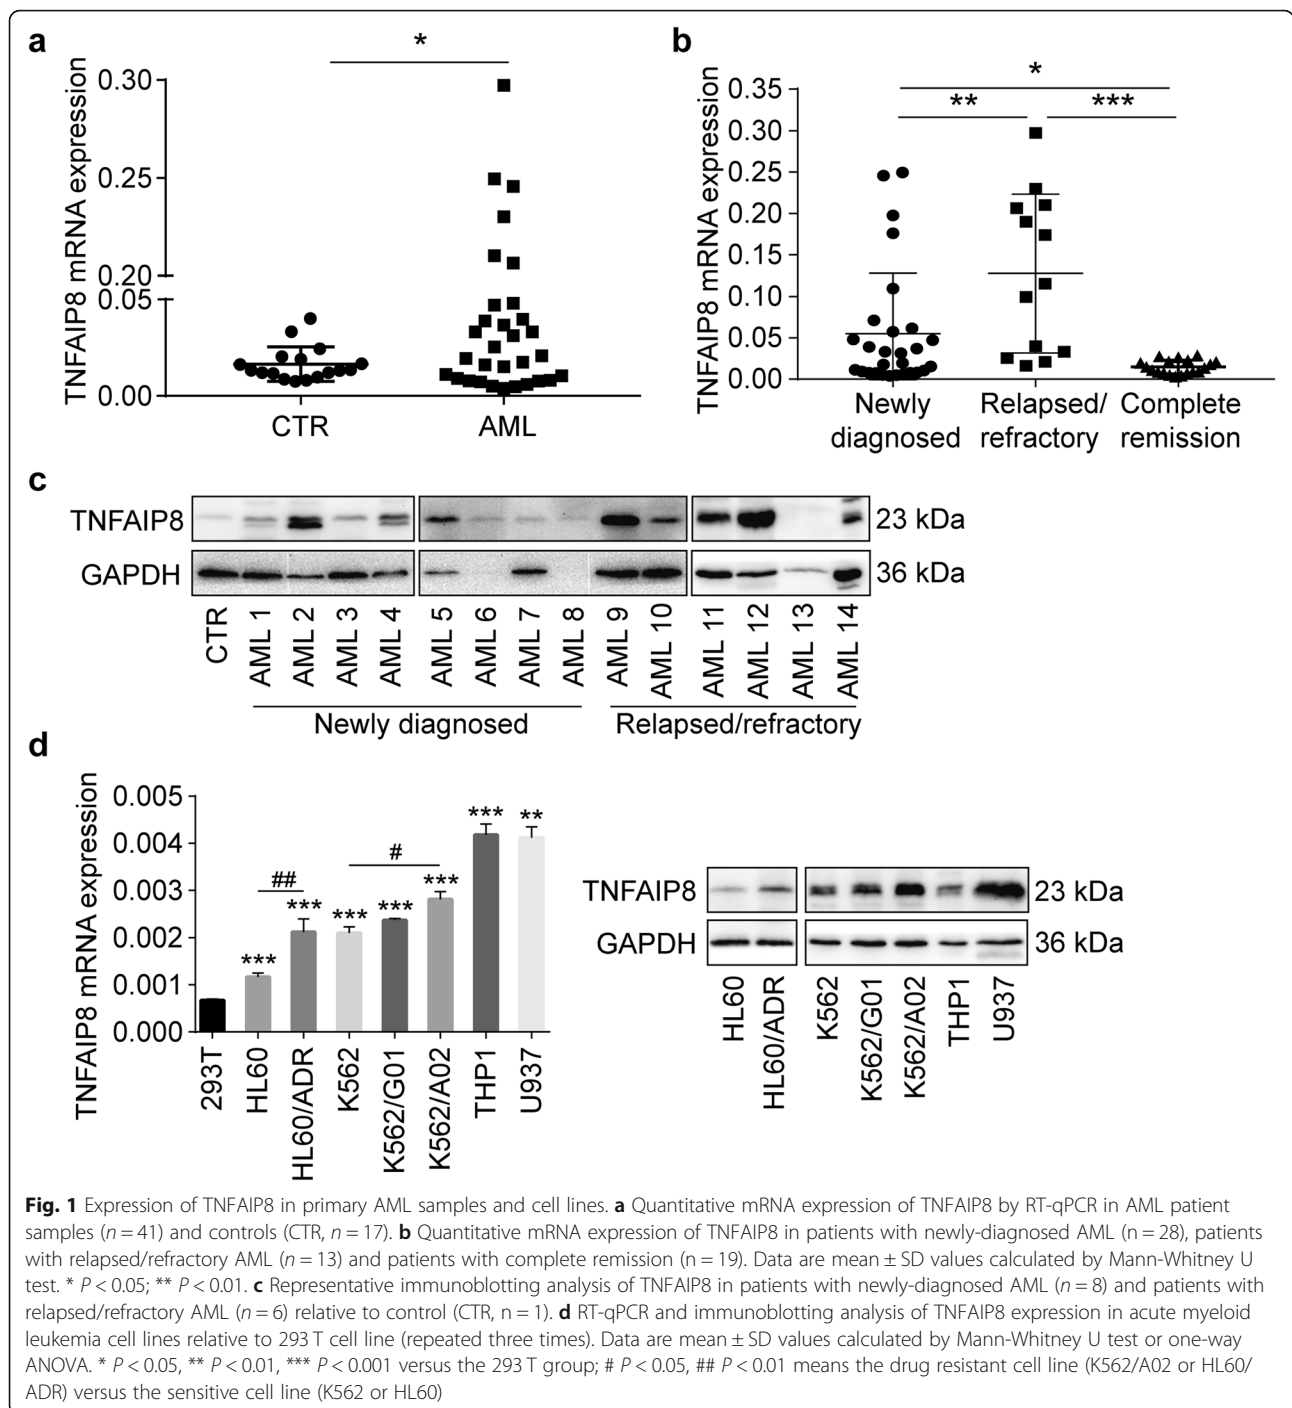 a
*
TNFAIP8 mRNA expression
0.30
0.25
0.20
0.05
0.00
CTR
AML
b
*
**
***
TNFAIP8 mRNA expression
0.35
0.30
0.25
0.20
0.15
0.10
0.05
0.00
Newly
diagnosed
Relapsed/
refractory
Complete
remission
c
TNFAIP8
23 kDa
GAPDH
36 kDa
CTR
AML 1
AML 2
AML 3
AML 4
AML 5
AML 6
AML 7
AML 8
AML 9
AML 10
AML 11
AML 12
AML 13
AML 14
Newly diagnosed
Relapsed/refractory
d
TNFAIP8 mRNA expression
0.005
0.004
0.003
0.002
0.001
0.000
***
##
***
***
#
***
***
***
**
293T
HL60
HL60/ADR
K562
K562/G01
K562/A02
THP1
U937
TNFAIP8
23 kDa
GAPDH
36 kDa
HL60
HL60/ADR
K562
K562/G01
K562/A02
THP1
U937
Fig. 1 Expression of TNFAIP8 in primary AML samples and cell lines. a Quantitative mRNA expression of TNFAIP8 by RT-qPCR in AML patient
samples (n = 41) and controls (CTR, n = 17). b Quantitative mRNA expression of TNFAIP8 in patients with newly-diagnosed AML (n = 28), patients
with relapsed/refractory AML (n = 13) and patients with complete remission (n = 19). Data are mean ± SD values calculated by Mann-Whitney U
test. * P < 0.05; ** P < 0.01. c Representative immunoblotting analysis of TNFAIP8 in patients with newly-diagnosed AML (n = 8) and patients with
relapsed/refractory AML (n = 6) relative to control (CTR, n = 1). d RT-qPCR and immunoblotting analysis of TNFAIP8 expression in acute myeloid
leukemia cell lines relative to 293 T cell line (repeated three times). Data are mean ± SD values calculated by Mann-Whitney U test or one-way
ANOVA. * P < 0.05, ** P < 0.01, *** P < 0.001 versus the 293 T group; # P < 0.05, ## P < 0.01 means the drug resistant cell line (K562/A02 or HL60/
ADR) versus the sensitive cell line (K562 or HL60)